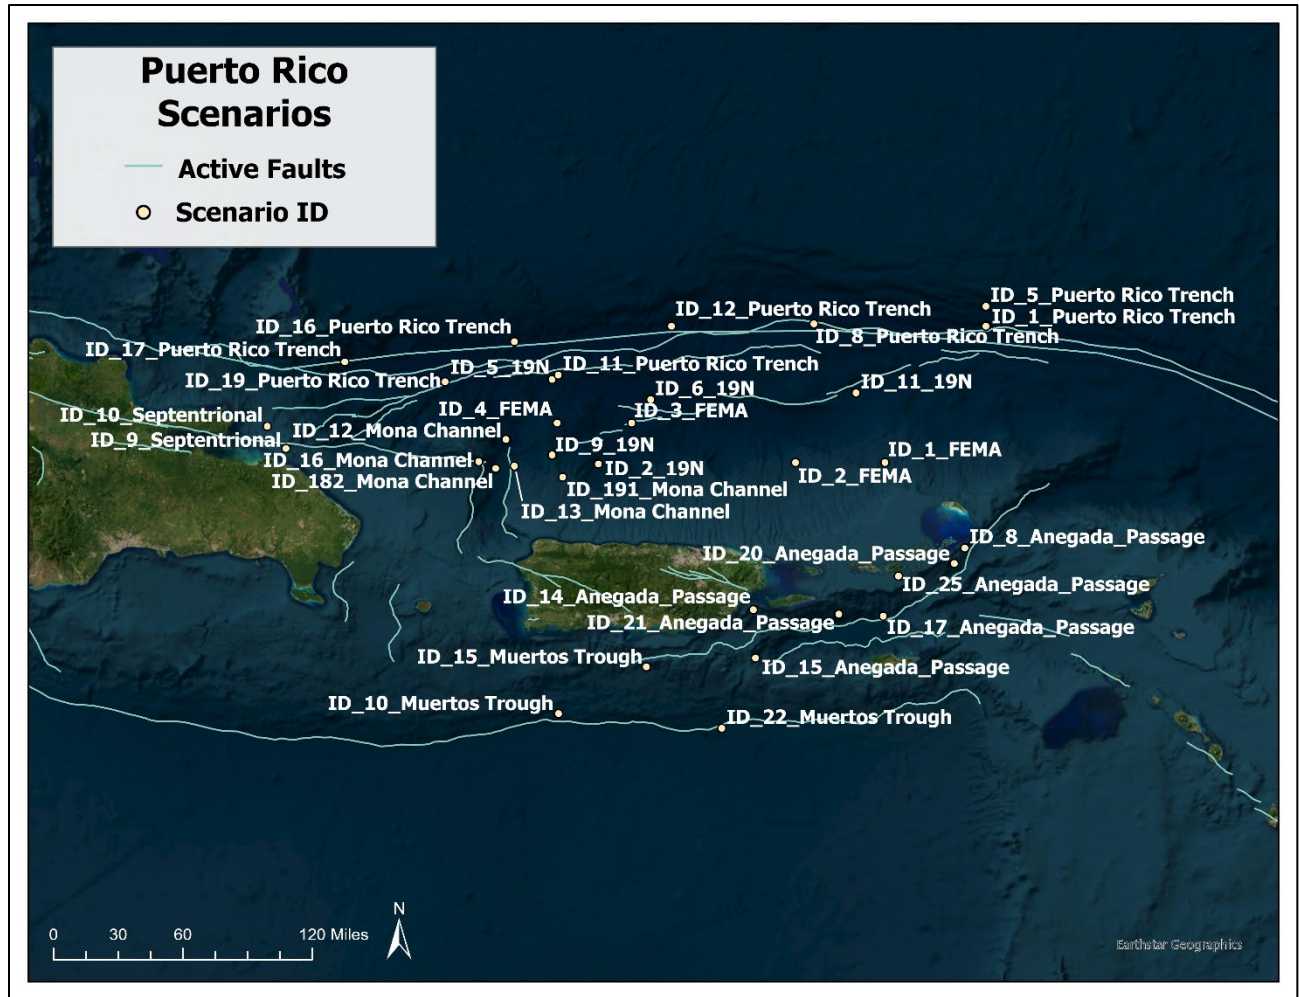 Puerto Rico
Scenarios
Active Faults
Scenario ID
ID_5_Puerto Rico Trench
ID_12_Puerto Rico Trench
ID_1_Puerto Rico Trench
ID_16_Puerto Rico Trench
ID_8_Puerto Rico Trench
ID_17_Puerto Rico Trench
ID_5_19N
ID_11_Puerto Rico Trench
ID_19_Puerto Rico Trench
ID_11_19N
ID_6_19N
ID_4_FEMA
ID_3_FEMA
ID_10_Septentrional
ID_12_Mona Channel
ID_9_Septentrional
ID_9_19N
ID_1_FEMA
ID_16_Mona Channel
ID_2_19N
ID_2_FEMA
ID_182_Mona Channel
ID_191_Mona Channel
ID_13_Mona Channel
ID_8_Anegada_Passage
ID_20_Anegada_Passage
ID_25_Anegada_Passage
ID_14_Anegada_Passage
ID_21_Anegada_Passage
ID_17_Anegada_Passage
ID_15_Muertos Trough
ID_15_Anegada_Passage
ID_10_Muertos Trough
ID_22_Muertos Trough
N
0 30 60 120 Miles
Earthstar Geographics